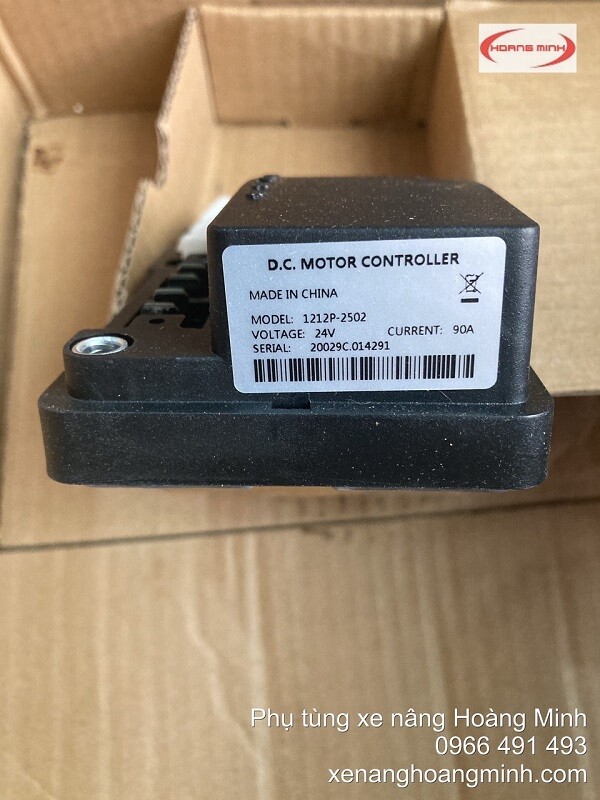 HOANG MINH
D.C. MOTOR CONTROLLER
MADE IN CHINA
MODEL: 1212P-2502
VOLTAGE: 24V CURRENT: 90A
SERIAL: 20029C.014291
Phụ tùng xe nâng Hoàng Minh
0966 491 493
xenanghoangminh.com